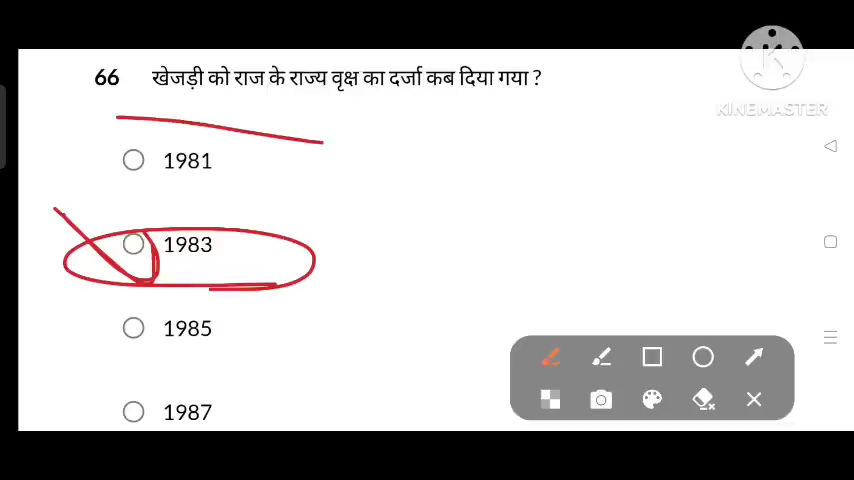 66 खेजड़ी को राज के राज्य वृक्ष का दर्जा कब दिया गया ?
KINEMASTER
1981
1983
1985
1987